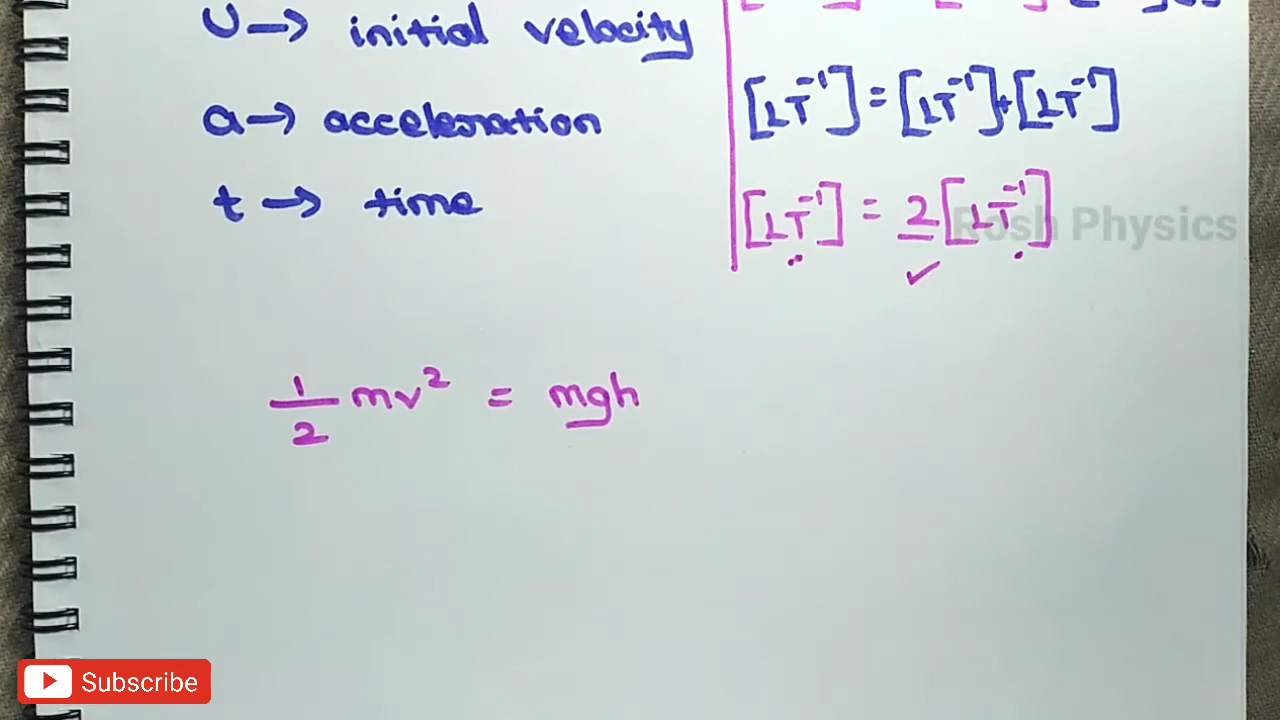 U → initial velocity
a → acceleration
t → time
[LT⁻¹] = [LT⁻¹] + [LT⁻¹]
[LT⁻¹] = 2 [LT⁻¹]
Rosh Physics
1/2 mv² = mgh
Subscribe